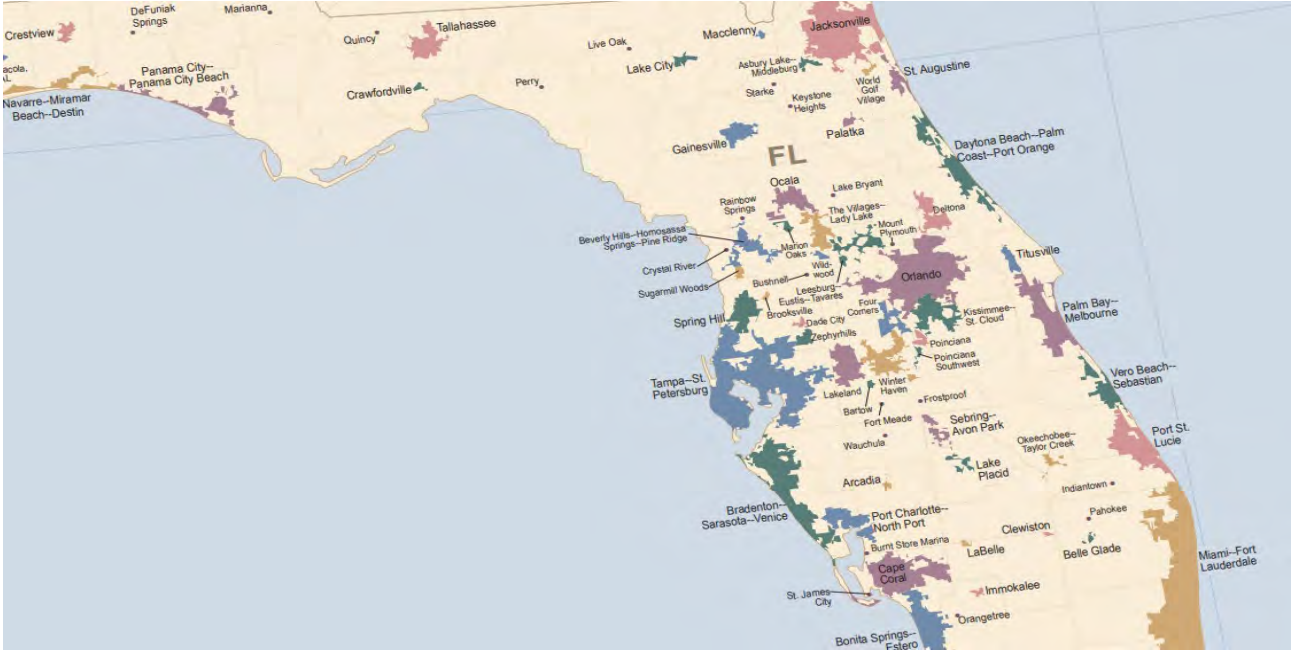 DeFuniak
Springs
Marianna
Crestview
Quincy
Tallahassee
Live Oak
Macclenny
Jacksonville
acola,
AL
Panama City--
Panama City Beach
Lake City
Asbury Lake--
Middleburg
St. Augustine
Navarre--Miramar
Beach--Destin
Crawfordville
Perry
Starke
Keystone
Heights
World
Golf
Village
Palatka
Gainesville
FL
Daytona Beach--Palm
Coast--Port Orange
Ocala
Lake Bryant
Rainbow
Springs
The Villages--
Lady Lake
Deltona
Beverly Hills--Homosassa
Springs--Pine Ridge
Marion
Oaks
Mount
Plymouth
Titusville
Crystal River
Wild-
wood
Bushnell
Orlando
Sugarmill Woods
Leesburg--
Eustis--Tavares
Brooksville
Four
Corners
Palm Bay--
Melbourne
Spring Hill
Dade City
Kissimmee--
St. Cloud
Zephyrhills
Poinciana
Poinciana
Southwest
Tampa--St.
Petersburg
Lakeland
Winter
Haven
Vero Beach--
Sebastian
Bartow
Frostproof
Fort Meade
Sebring--
Avon Park
Wauchula
Port St.
Lucie
Okeechobee--
Taylor Creek
Lake
Placid
Arcadia
Indiantown
Bradenton--
Sarasota--Venice
Port Charlotte--
North Port
Pahokee
Clewiston
Burnt Store Marina
LaBelle
Belle Glade
Miami--Fort
Lauderdale
Cape
Coral
St. James
City
Immokalee
Orangetree
Bonita Springs--
Estero